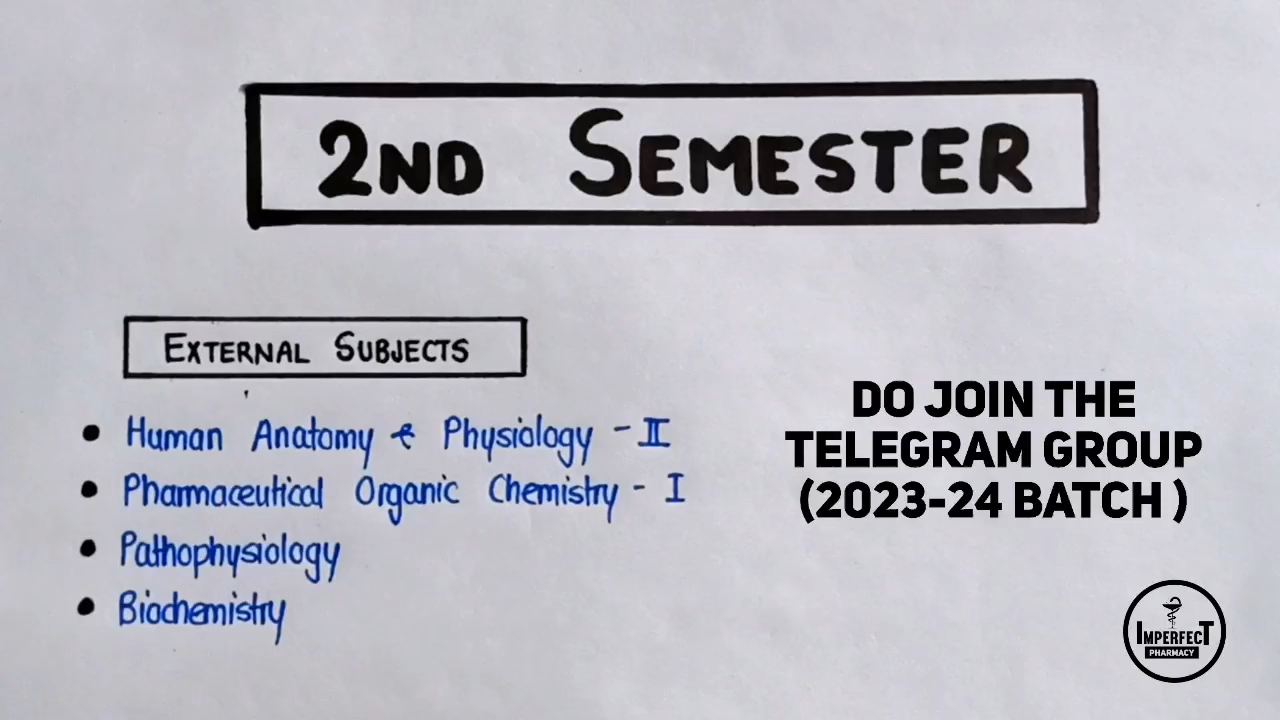 2ND SEMESTER
EXTERNAL SUBJECTS
• Human Anatomy & Physiology - II
• Pharmaceutical Organic Chemistry - I
• Pathophysiology
• Biochemistry
DO JOIN THE
TELEGRAM GROUP
(2023-24 BATCH )
IMPERFECT
PHARMACY